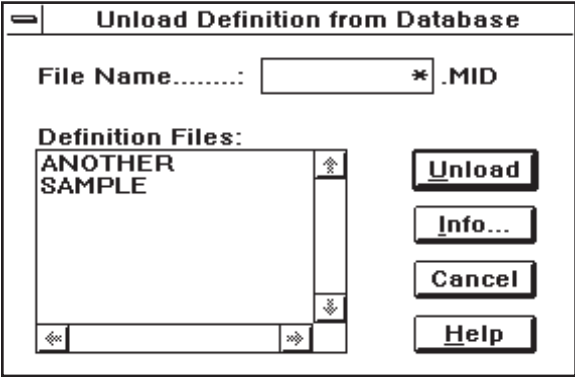 Unload Definition from Database
File Name........: * .MID
Definition Files:
ANOTHER
SAMPLE
Unload
Info...
Cancel
Help